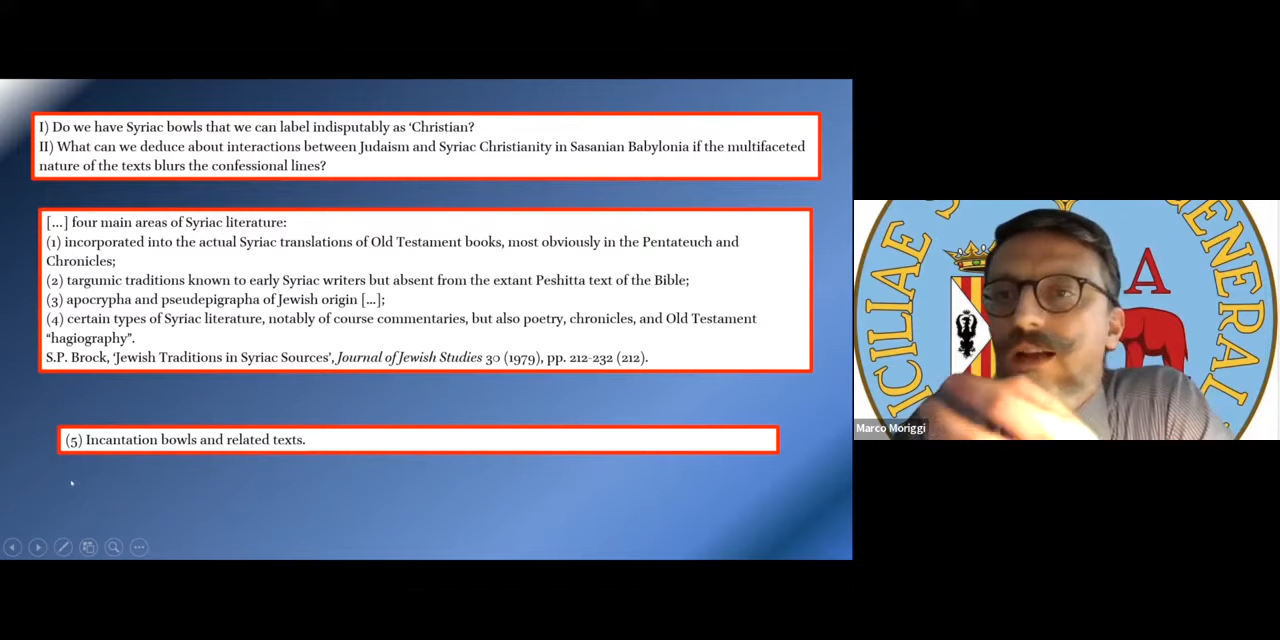 I) Do we have Syriac bowls that we can label indisputably as ‘Christian?
II) What can we deduce about interactions between Judaism and Syriac Christianity in Sasanian Babylonia if the multifaceted
nature of the texts blurs the confessional lines?
[...] four main areas of Syriac literature:
(1) incorporated into the actual Syriac translations of Old Testament books, most obviously in the Pentateuch and
Chronicles;
(2) targumic traditions known to early Syriac writers but absent from the extant Peshitta text of the Bible;
(3) apocrypha and pseudepigrapha of Jewish origin [...];
(4) certain types of Syriac literature, notably of course commentaries, but also poetry, chronicles, and Old Testament
“hagiography”.
S.P. Brock, ‘Jewish Traditions in Syriac Sources’, Journal of Jewish Studies 30 (1979), pp. 212-232 (212).
(5) Incantation bowls and related texts.
ICILIAE S
GENERAL
A
Marco Moriggi